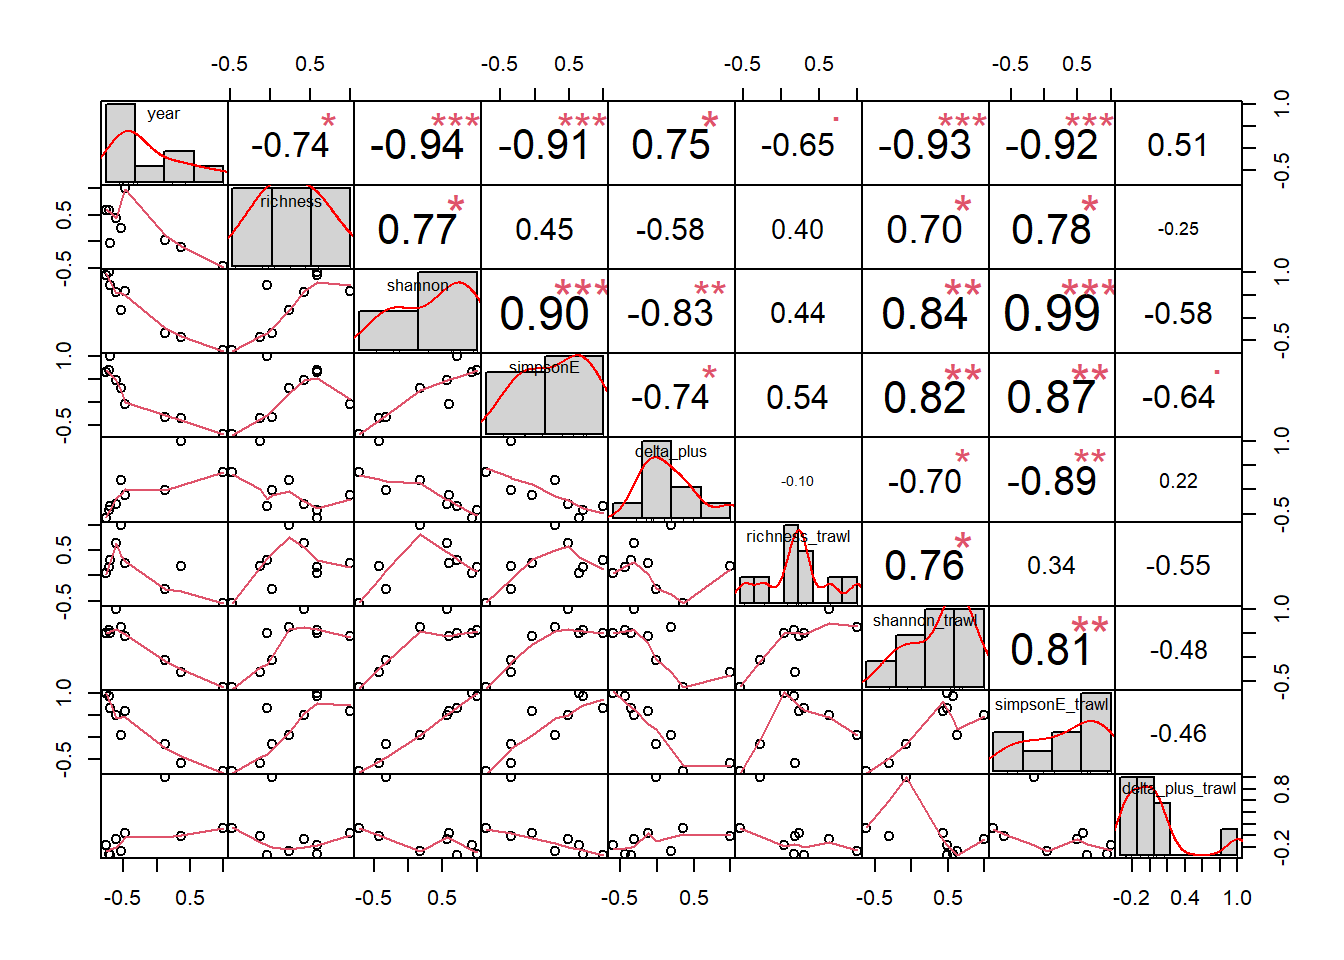 -0.5 0.5 -0.5 0.5 -0.5 0.5 -0.5 0.5
year -0.74 * -0.94 *** -0.91 *** 0.75 * -0.65 . -0.93 *** -0.92 *** 0.51 -0.5 1.0
-0.5 0.5 richness 0.77 * 0.45 -0.58 0.40 0.70 * 0.78 * -0.25
shannon 0.90 *** -0.83 ** 0.44 0.84 ** 0.99 *** -0.58 -0.5 1.0
-0.5 1.0 simpsonE -0.74 * 0.54 0.82 ** 0.87 ** -0.64 .
delta_plus -0.10 -0.70 * -0.89 ** 0.22 -0.5 1.0
-0.5 0.5 richness_trawl 0.76 * 0.34 -0.55
shannon_trawl 0.81 ** -0.48 -0.5 1.0
-0.5 1.0 simpsonE_trawl -0.46
delta_plus_trawl -0.2 0.8
-0.5 0.5 -0.5 0.5 -0.5 0.5 -0.5 0.5 -0.2 0.4 1.0